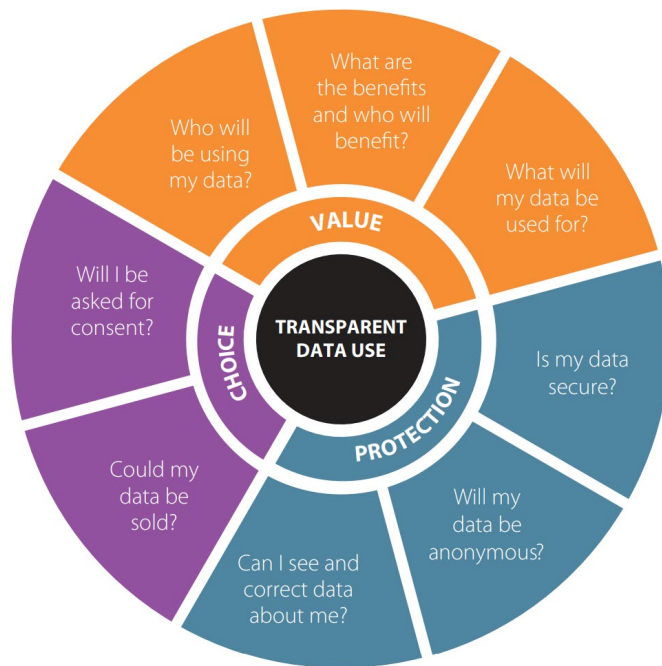 What are
the benefits
and who will
benefit?
Who will
be using
my data?
What will
my data be
used for?
VALUE
Will I be
asked for
consent?
CHOICE
TRANSPARENT
DATA USE
PROTECTION
Is my data
secure?
Could my
data be
sold?
Will my
data be
anonymous?
Can I see and
correct data
about me?